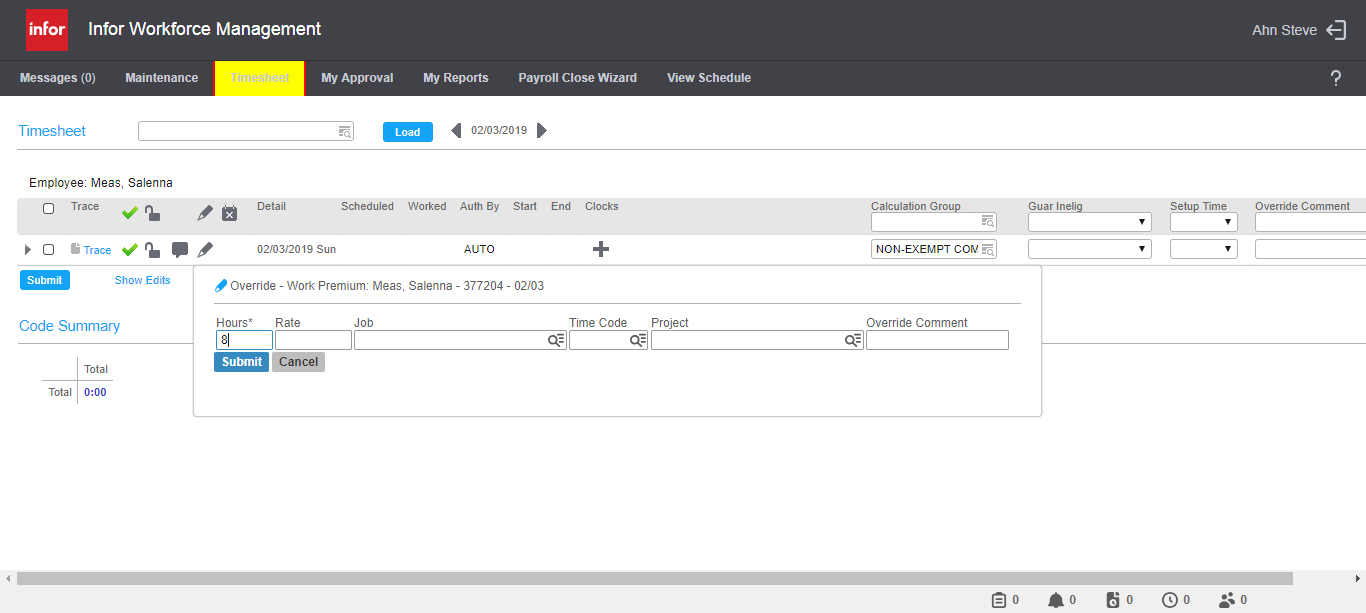 infor Infor Workforce Management Ahn Steve
Messages (0) Maintenance Timesheet My Approval My Reports Payroll Close Wizard View Schedule ?
Timesheet Load 02/03/2019
Employee: Meas, Salenna
Trace Detail Scheduled Worked Auth By Start End Clocks Calculation Group Guar Inelig Setup Time Override Comment
Trace 02/03/2019 Sun AUTO NON-EXEMPT COM
Submit Show Edits
Override - Work Premium: Meas, Salenna - 377204 - 02/03
Hours* Rate Job Time Code Project Override Comment
8
Submit Cancel
Code Summary
Total
Total 0:00
0 0 0 0 0